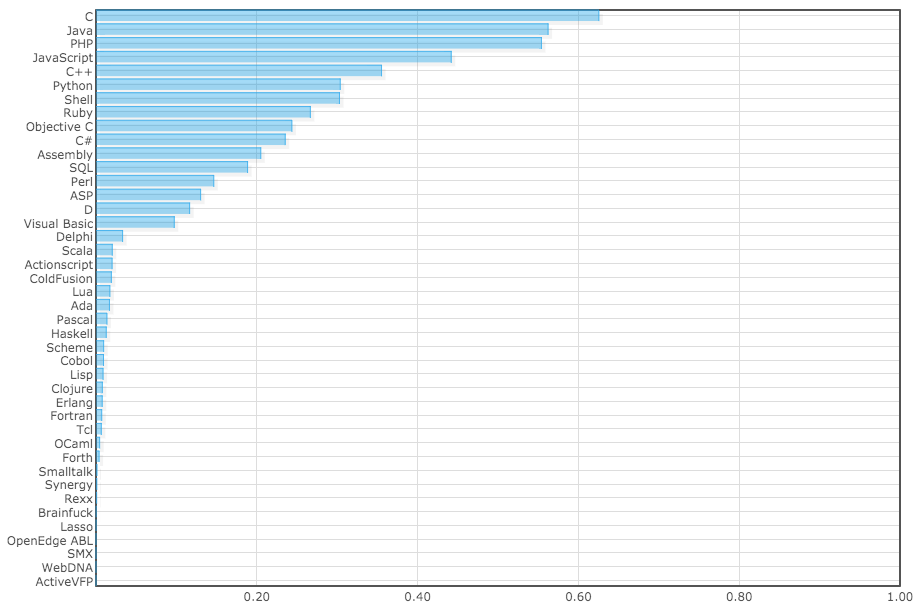 C
Java
PHP
JavaScript
C++
Python
Shell
Ruby
Objective C
C#
Assembly
SQL
Perl
ASP
D
Visual Basic
Delphi
Scala
Actionscript
ColdFusion
Lua
Ada
Pascal
Haskell
Scheme
Cobol
Lisp
Clojure
Erlang
Fortran
Tcl
OCaml
Forth
Smalltalk
Synergy
Rexx
Brainfuck
Lasso
OpenEdge ABL
SMX
WebDNA
ActiveVFP
0.20 0.40 0.60 0.80 1.00